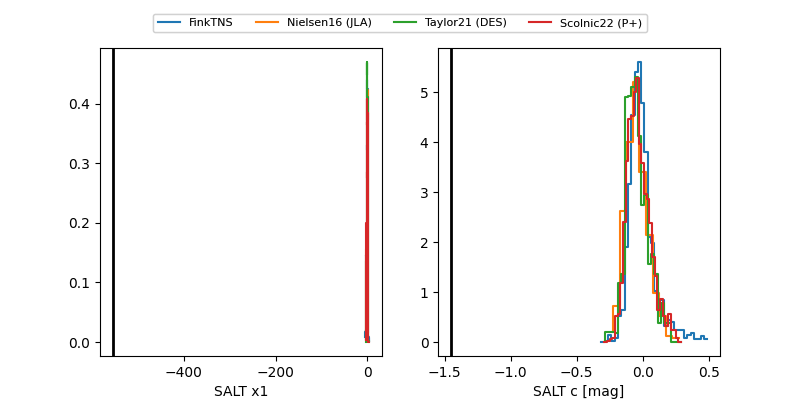 FinkTNS Nielsen16 (JLA) Taylor21 (DES) Scolnic22 (P+)
0.4
0.3
0.2
0.1
0.0
−400 −200 0
SALT x1
5
4
3
2
1
0
−1.5 −1.0 −0.5 0.0 0.5
SALT c [mag]